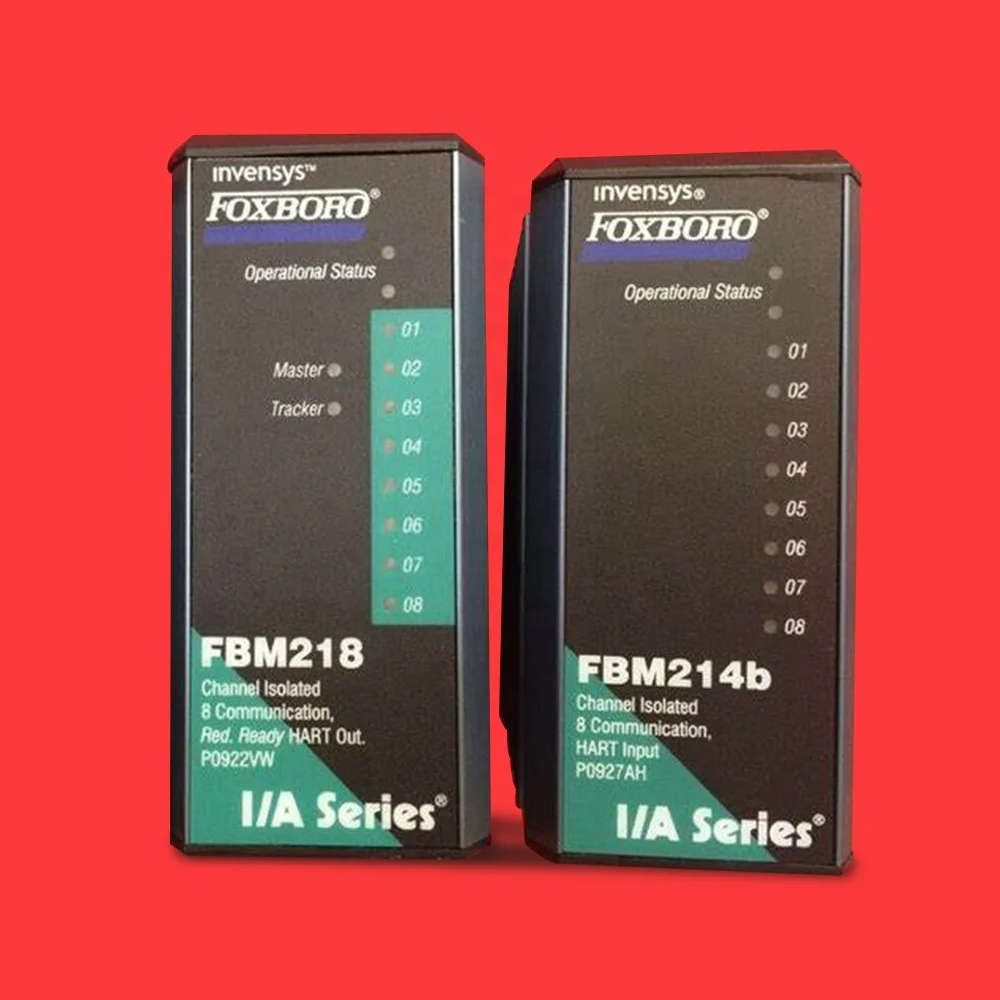 invensys™
FOXBORO®
Operational Status
01
Master 02
Tracker 03
04
05
06
07
08
FBM218
Channel Isolated
8 Communication,
Red. Ready HART Out.
P0922VW
I/A Series®
invensys®
FOXBORO®
Operational Status
01
02
03
04
05
06
07
08
FBM214b
Channel Isolated
8 Communication,
HART Input
P0927AH
I/A Series®